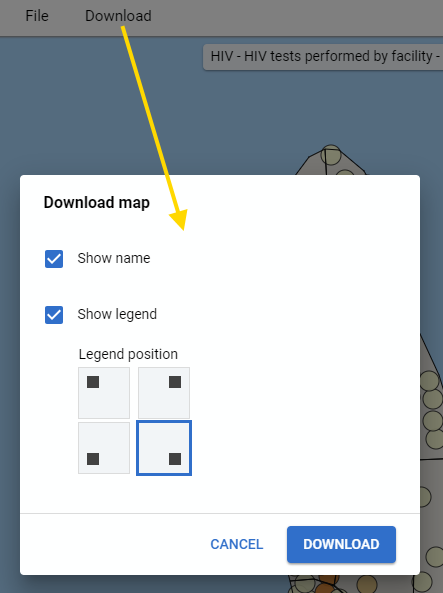 File
Download
HIV - HIV tests performed by facility -
Download map
Show name
Show legend
Legend position
CANCEL
DOWNLOAD